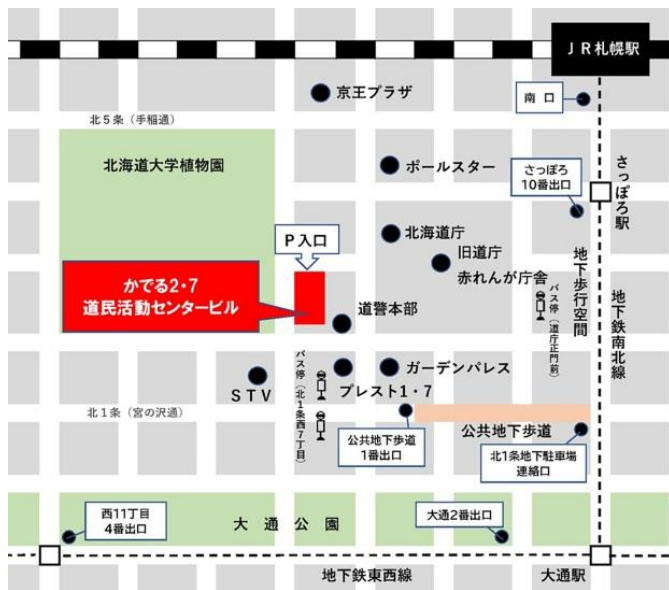 JR札幌駅
京王プラザ
南口
北5条（手稲通）
北海道大学植物園
ポールスター
さっぽろ
10番出口
さっぽろ駅
P入口
北海道庁
旧道庁
赤れんが庁舎
かでる2・7
道民活動センタービル
道警本部
バス停（道庁正門前）
地下歩行空間
地下鉄南北線
バス停（北1条西7丁目）
STV
プレスト1・7
ガーデンパレス
北1条（宮の沢通）
公共地下歩道
1番出口
公共地下歩道
北1条地下駐車場
連絡口
西11丁目
4番出口
大通公園
大通2番出口
地下鉄東西線
大通駅